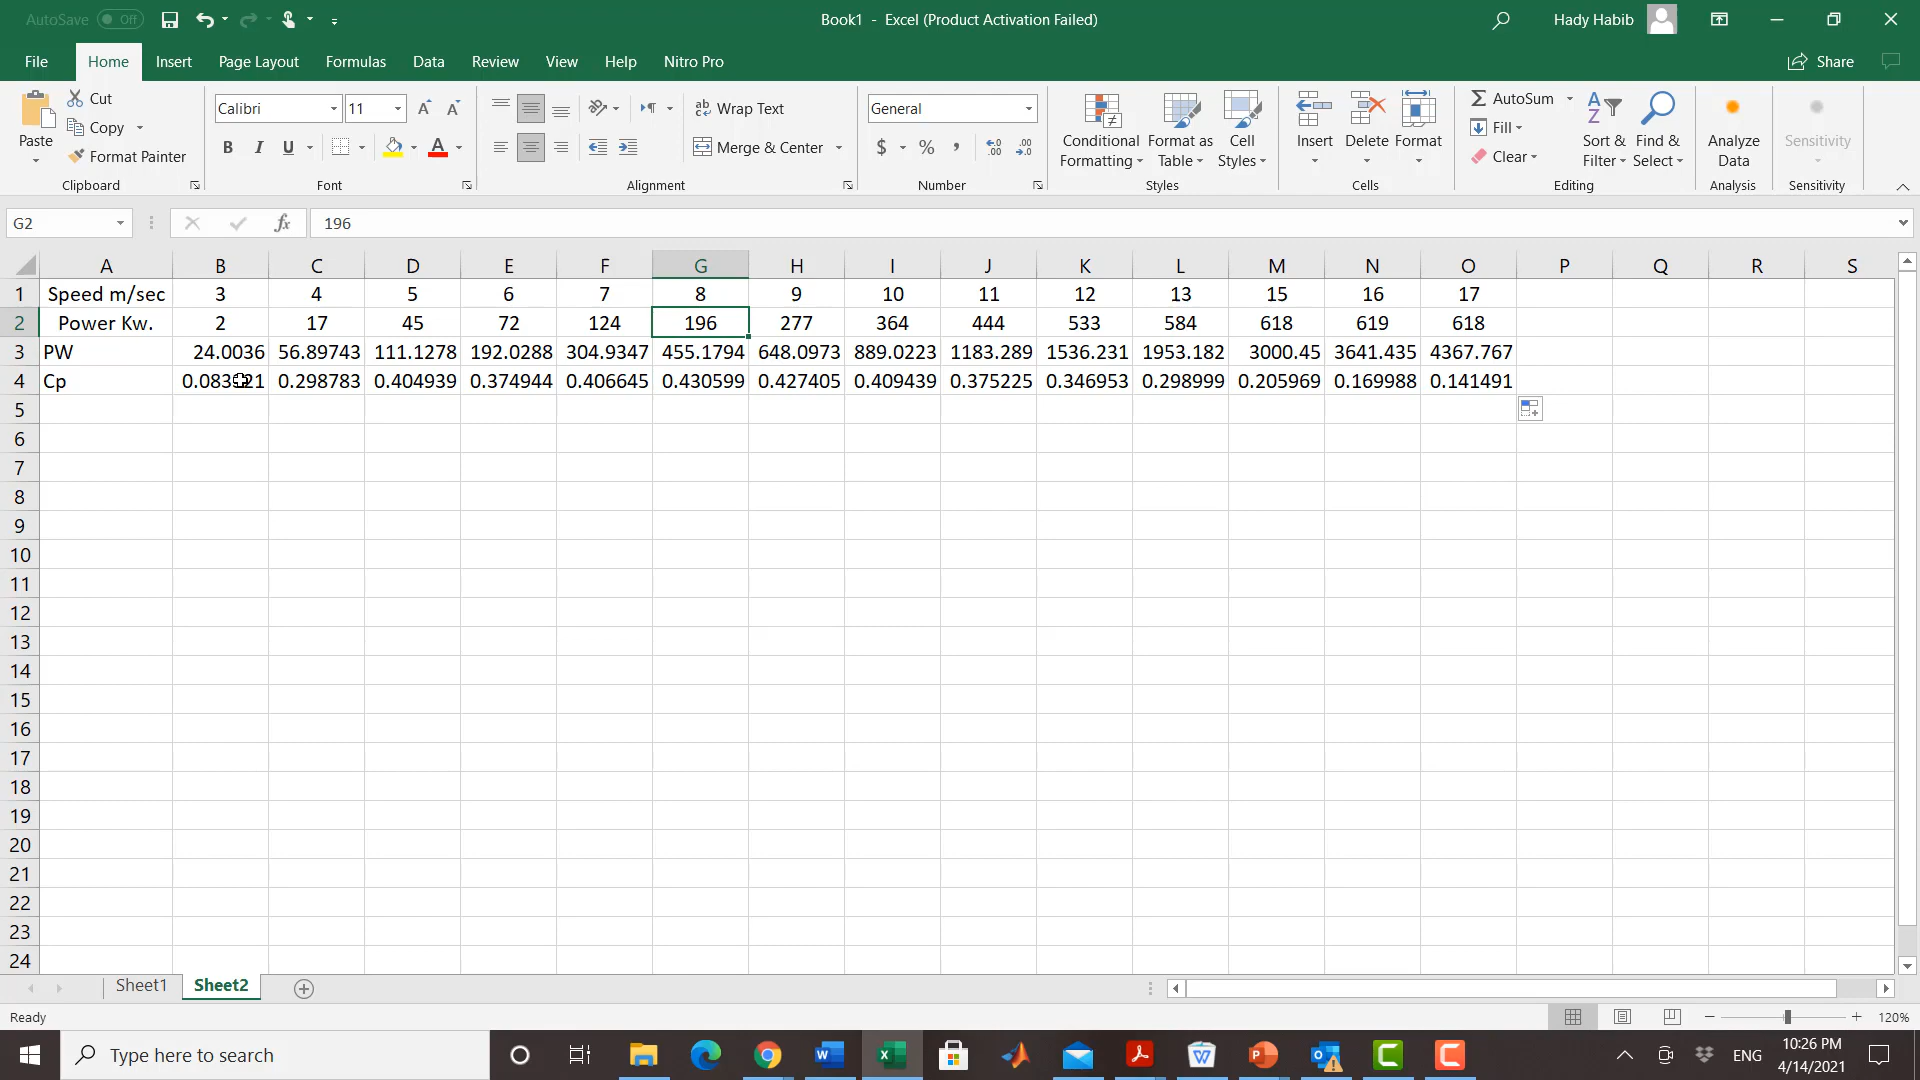 AutoSave Off Book1 - Excel (Product Activation Failed) Hady Habib
File Home Insert Page Layout Formulas Data Review View Help Nitro Pro Share
Cut Calibri 11 Wrap Text General AutoSum
Paste Copy Merge & Center $ % , Conditional Formatting Format as Table Cell Styles Insert Delete Format Fill Sort & Filter Find & Select Analyze Data Sensitivity
Format Painter B I U Clear
Clipboard Font Alignment Number Styles Cells Editing Analysis Sensitivity
G2 fx 196
A B C D E F G H I J K L M N O P Q R S
1 Speed m/sec 3 4 5 6 7 8 9 10 11 12 13 15 16 17
2 Power Kw. 2 17 45 72 124 196 277 364 444 533 584 618 619 618
3 PW 24.0036 56.89743 111.1278 192.0288 304.9347 455.1794 648.0973 889.0223 1183.289 1536.231 1953.182 3000.45 3641.435 4367.767
4 Cp 0.298783 0.404939 0.374944 0.406645 0.430599 0.427405 0.409439 0.375225 0.346953 0.298999 0.205969 0.169988 0.141491
5
6
7
8
9
10
11
12
13
14
15
16
17
18
19
20
21
22
23
24
Sheet1 Sheet2
Ready 120%
Type here to search ENG 10:26 PM
4/14/2021